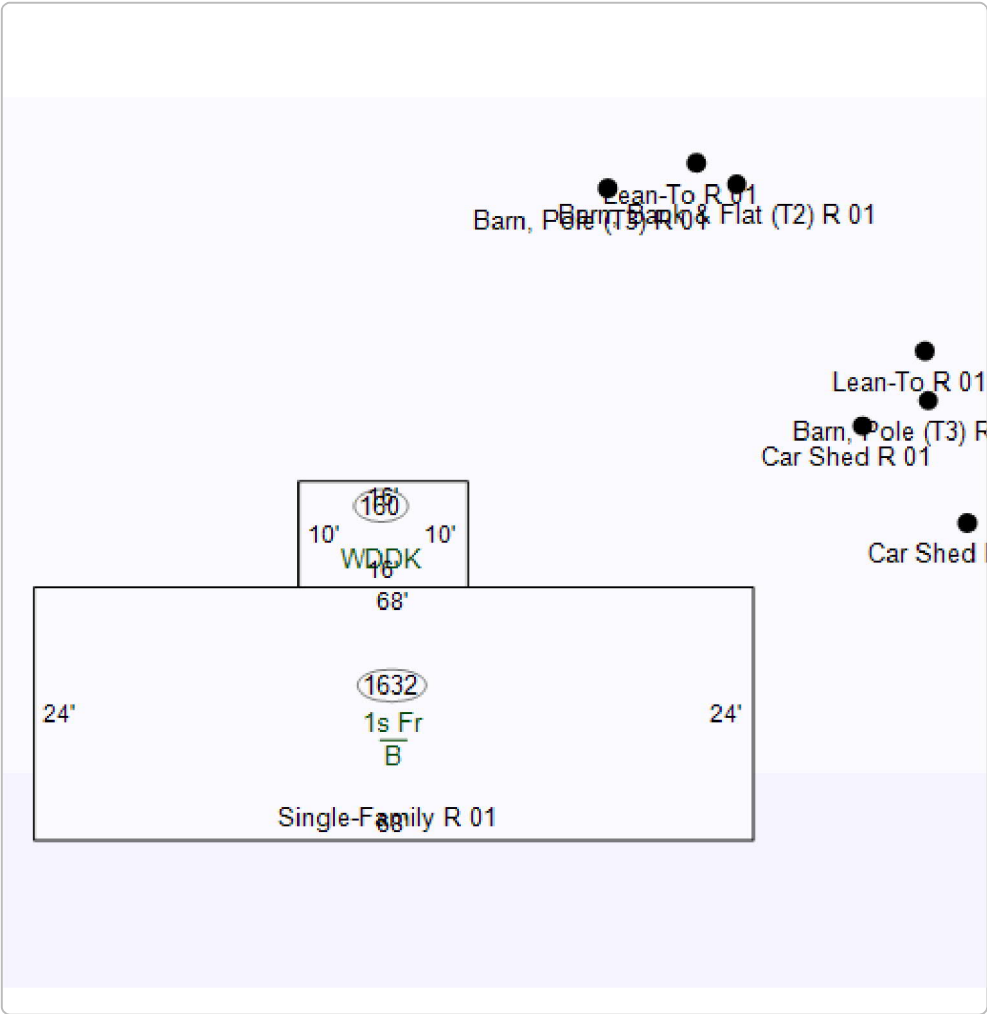 Lean-To R 01
Barn, Bank & Flat (T2) R 01
Barn, Pole (T3) R 01
Lean-To R 01
Barn, Pole (T3) R
Car Shed R 01
16'
160
10'
10'
WDDK
16'
Car Shed
68'
1632
24'
24'
1s Fr
B
Single-Family R 01
68'